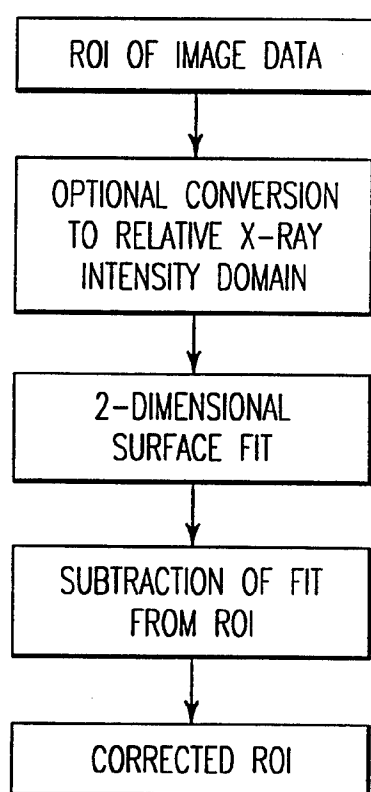 ROI OF IMAGE DATA
OPTIONAL CONVERSION
TO RELATIVE X-RAY
INTENSITY DOMAIN
2-DIMENSIONAL
SURFACE FIT
SUBTRACTION OF FIT
FROM ROI
CORRECTED ROI